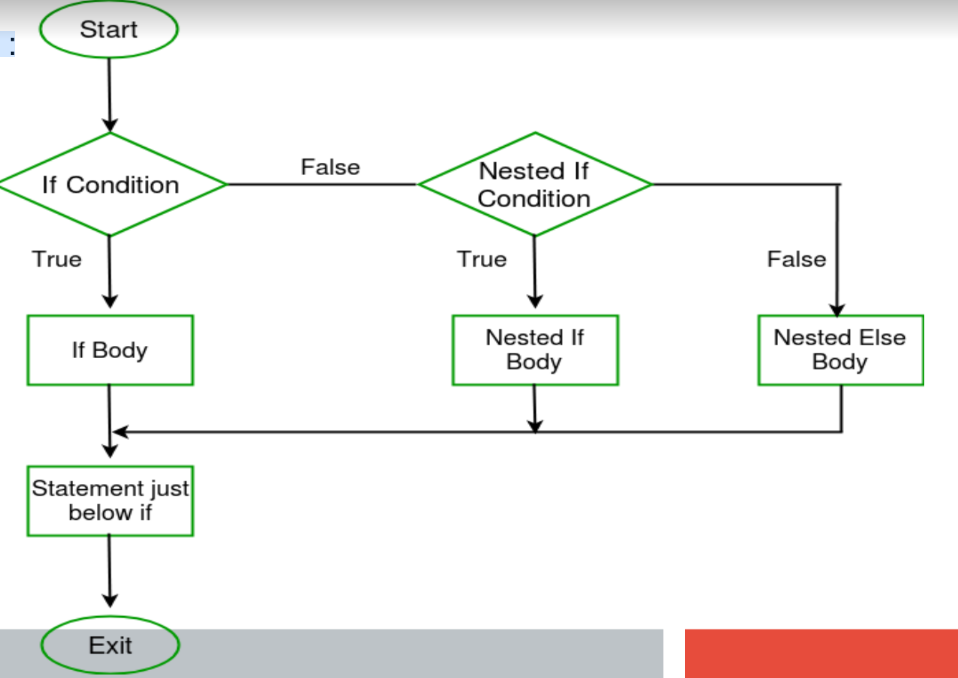 Start
:
If Condition
False
Nested If
Condition
True
True
False
If Body
Nested If
Body
Nested Else
Body
Statement just
below if
Exit